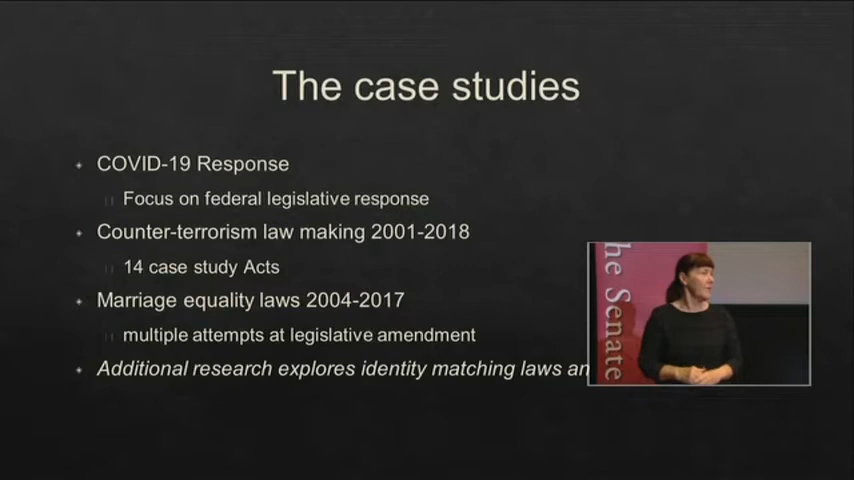 The case studies
COVID-19 Response
Focus on federal legislative response
Counter-terrorism law making 2001-2018
14 case study Acts
Marriage equality laws 2004-2017
multiple attempts at legislative amendment
Additional research explores identity matching laws an
he Senate